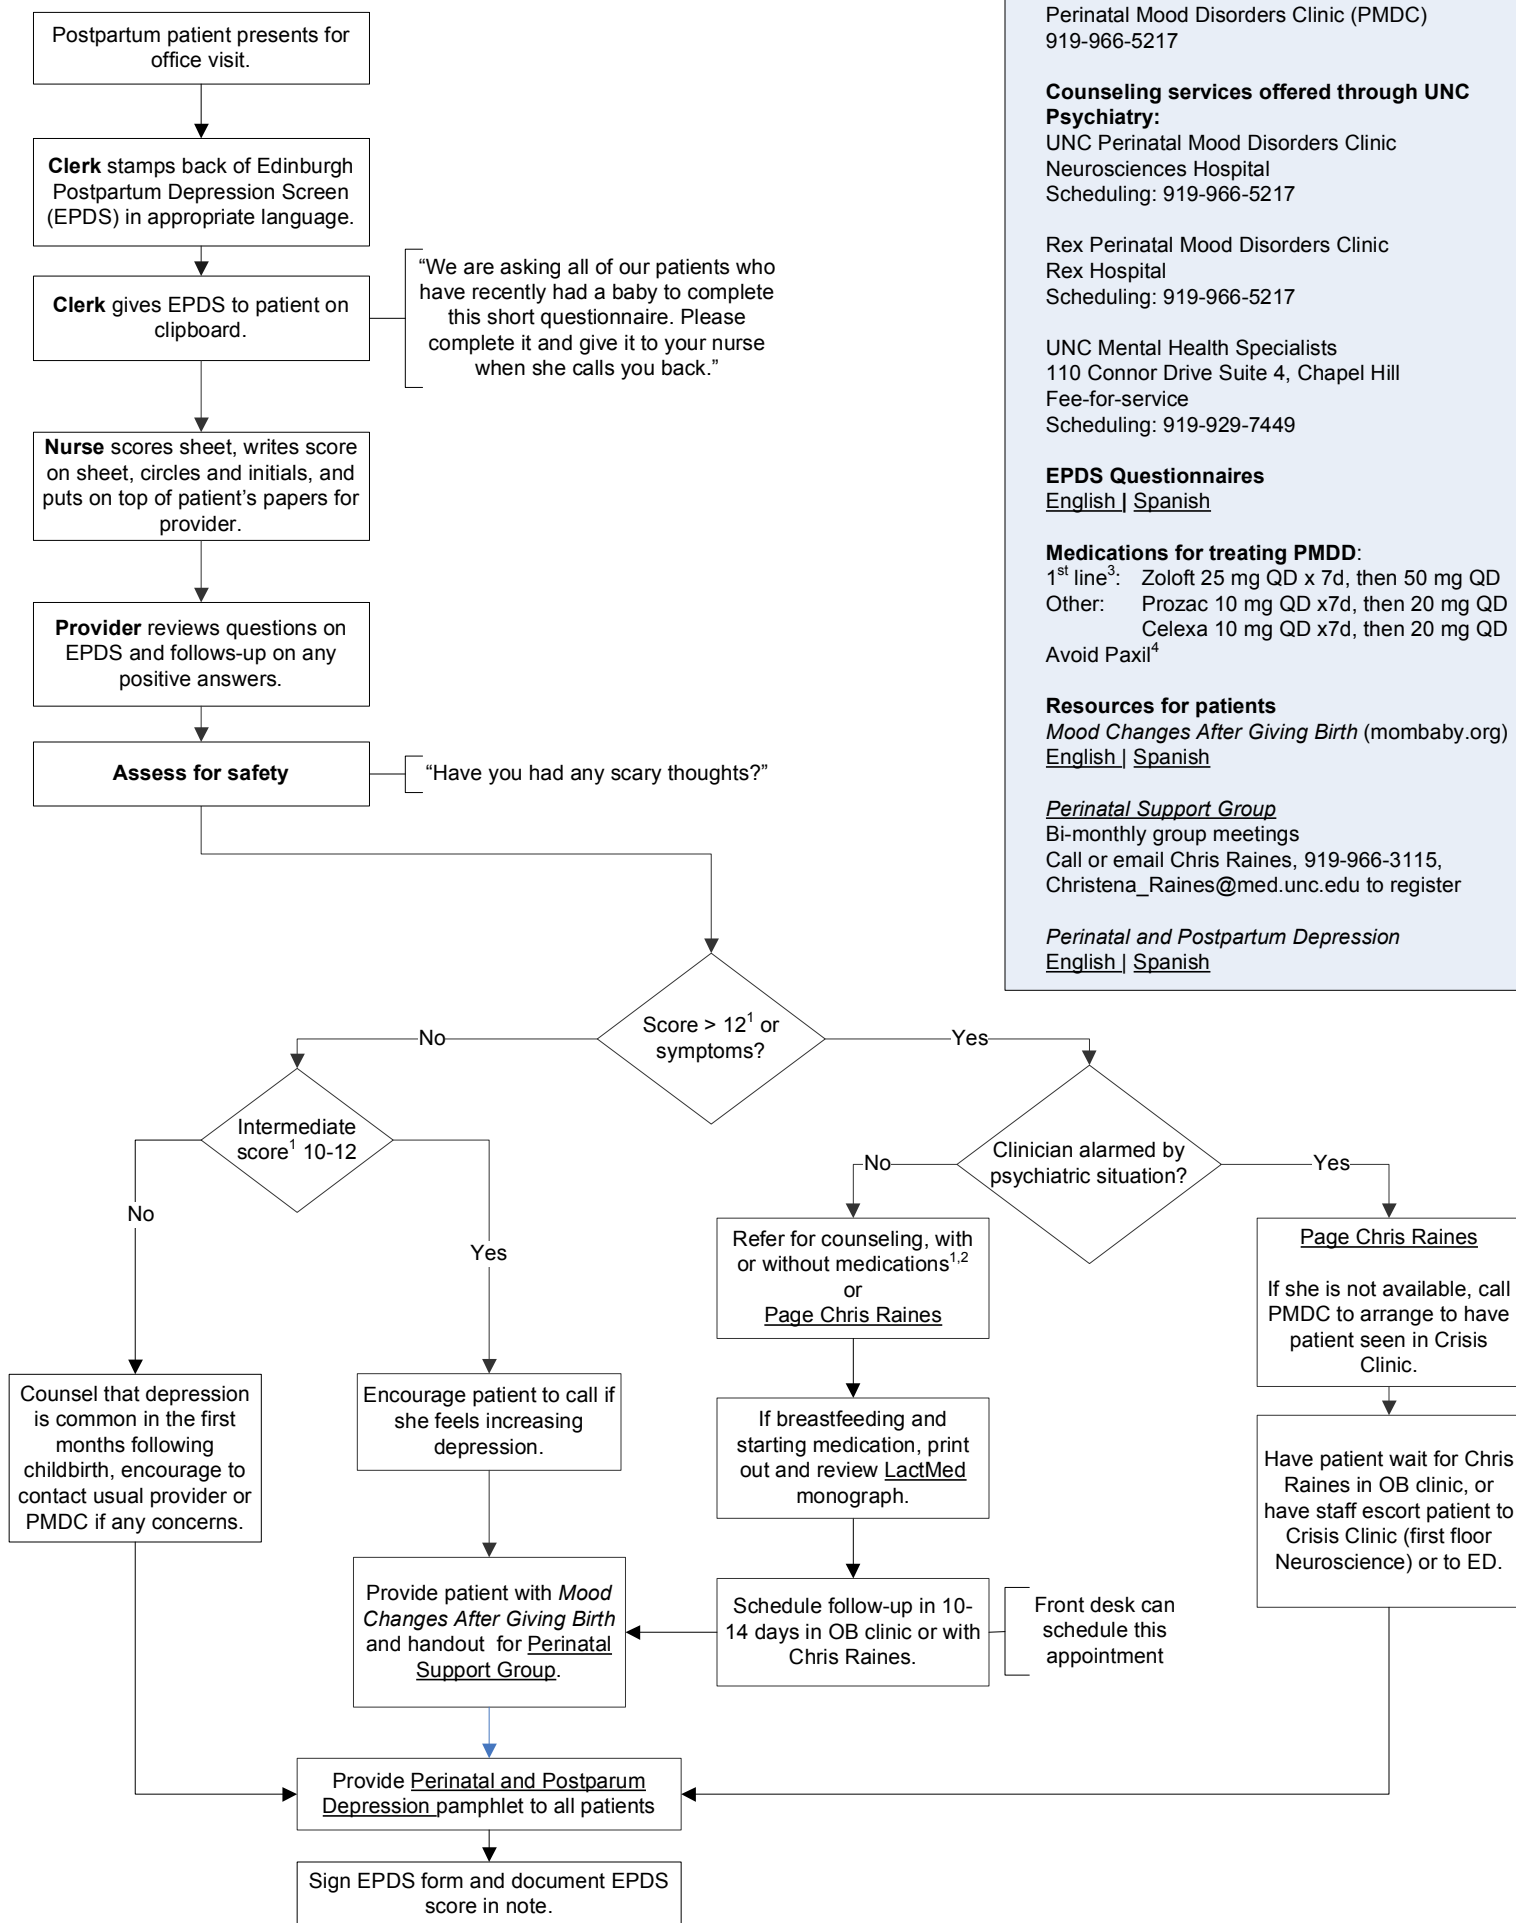 Postpartum patient presents for
office visit.
Clerk stamps back of Edinburgh
Postpartum Depression Screen
(EPDS) in appropriate language.
Clerk gives EPDS to patient on
clipboard.
“We are asking all of our patients who
have recently had a baby to complete
this short questionnaire. Please
complete it and give it to your nurse
when she calls you back.”
Nurse scores sheet, writes score
on sheet, circles and initials, and
puts on top of patient’s papers for
provider.
Provider reviews questions on
EPDS and follows-up on any
positive answers.
Assess for safety
“Have you had any scary thoughts?”
Perinatal Mood Disorders Clinic (PMDC)
919-966-5217
Counseling services offered through UNC
Psychiatry:
UNC Perinatal Mood Disorders Clinic
Neurosciences Hospital
Scheduling: 919-966-5217
Rex Perinatal Mood Disorders Clinic
Rex Hospital
Scheduling: 919-966-5217
UNC Mental Health Specialists
110 Connor Drive Suite 4, Chapel Hill
Fee-for-service
Scheduling: 919-929-7449
EPDS Questionnaires
English | Spanish
Medications for treating PMDD:
1st line3: Zoloft 25 mg QD x 7d, then 50 mg QD
Other: Prozac 10 mg QD x7d, then 20 mg QD
Celexa 10 mg QD x7d, then 20 mg QD
Avoid Paxil4
Resources for patients
Mood Changes After Giving Birth (mombaby.org)
English | Spanish
Perinatal Support Group
Bi-monthly group meetings
Call or email Chris Raines, 919-966-3115,
Christena_Raines@med.unc.edu to register
Perinatal and Postpartum Depression
English | Spanish
Score > 121 or
symptoms?
No
Yes
Intermediate
score1 10-12
No
Yes
Clinician alarmed by
psychiatric situation?
No
Yes
Counsel that depression
is common in the first
months following
childbirth, encourage to
contact usual provider or
PMDC if any concerns.
Encourage patient to call if
she feels increasing
depression.
Provide patient with Mood
Changes After Giving Birth
and handout for Perinatal
Support Group.
Refer for counseling, with
or without medications1,2
or
Page Chris Raines
If breastfeeding and
starting medication, print
out and review LactMed
monograph.
Schedule follow-up in 10-
14 days in OB clinic or with
Chris Raines.
Front desk can
schedule this
appointment
Page Chris Raines
If she is not available, call
PMDC to arrange to have
patient seen in Crisis
Clinic.
Have patient wait for Chris
Raines in OB clinic, or
have staff escort patient to
Crisis Clinic (first floor
Neuroscience) or to ED.
Provide Perinatal and Postparum
Depression pamphlet to all patients
Sign EPDS form and document EPDS
score in note.